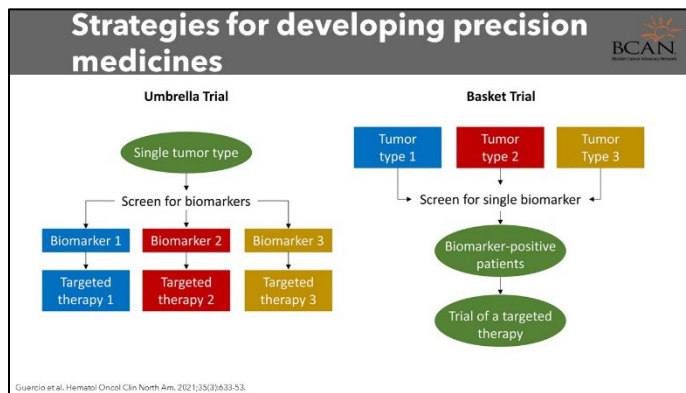 Strategies for developing precision
medicines
BCAN
Bladder Cancer Advocacy Network
Umbrella Trial
Single tumor type
Screen for biomarkers
Biomarker 1
Biomarker 2
Biomarker 3
Targeted
therapy 1
Targeted
therapy 2
Targeted
therapy 3
Basket Trial
Tumor
type 1
Tumor
type 2
Tumor
Type 3
Screen for single biomarker
Biomarker-positive
patients
Trial of a targeted
therapy
Guercio et al. Hematol Oncol Clin North Am. 2021;35(3):633-53.